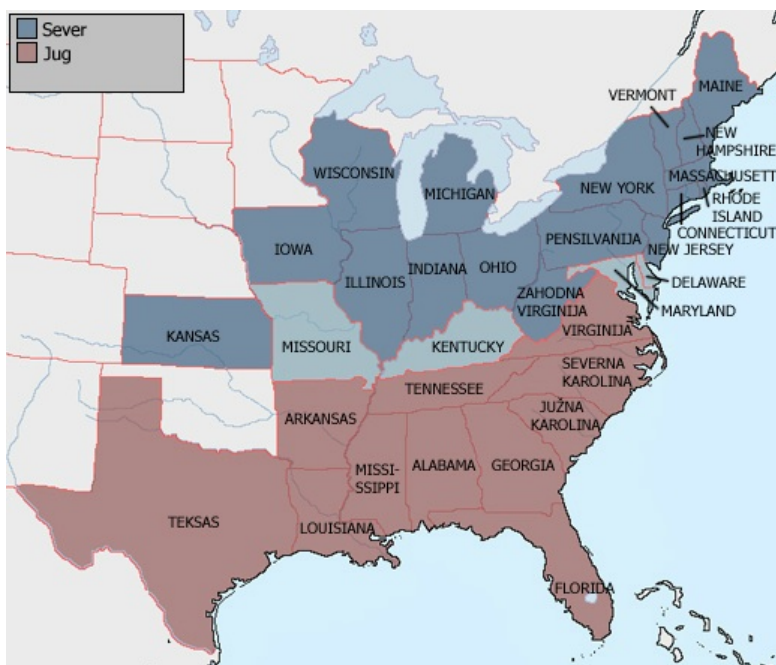 Sever
Jug
MAINE
VERMONT
NEW
HAMPSHIRE
WISCONSIN
MASSACHUSETT
MICHIGAN
NEW YORK
RHODE
ISLAND
CONNECTICUT
PENSILVANIJA
IOWA
NEW JERSEY
OHIO
INDIANA
ILLINOIS
DELAWARE
ZAHODNA
VIRGINIJA
MARYLAND
VIRGINIJA
KANSAS
MISSOURI
KENTUCKY
SEVERNA
KAROLINA
TENNESSEE
JUŽNA
KAROLINA
ARKANSAS
MISSI-
SSIPPI
ALABAMA
GEORGIA
TEKSAS
LOUISIANA
FLORIDA